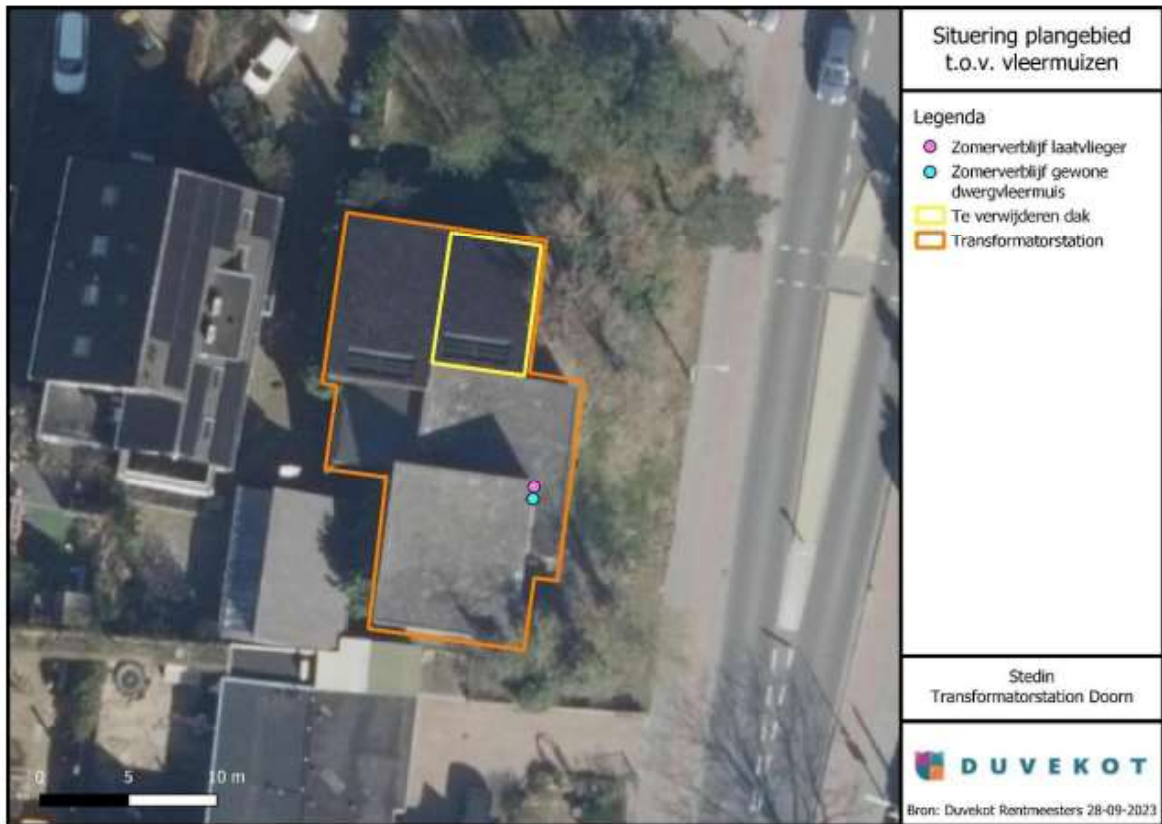 Situering plangebied
t.o.v. vleermuizen
Legenda
Zomerverblijf laatvlieger
Zomerverblijf gewone
dwergvleermuis
Te verwijderen dak
Transformatorstation
0 5 10 m
Stedin
Transformatorstation Doorn
DUVEKOT
Bron: Duvekot Rentmeesters 28-09-2023